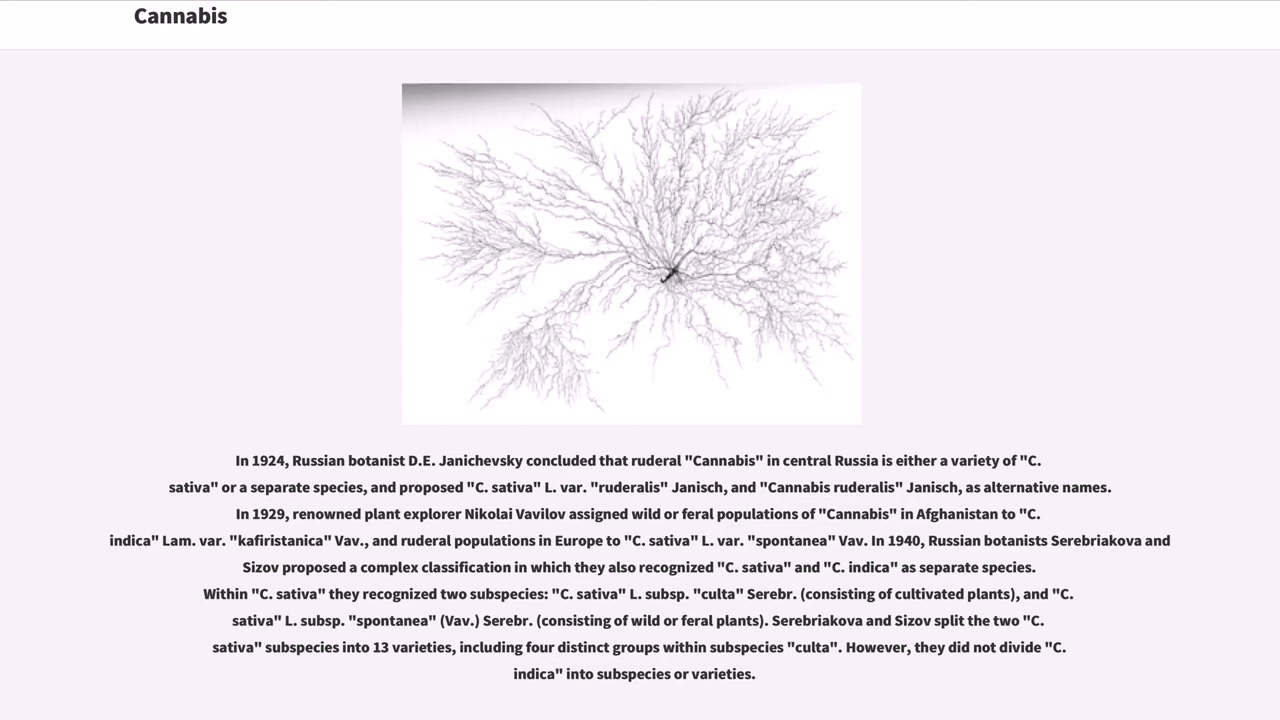 Cannabis
In 1924, Russian botanist D.E. Janichevsky concluded that ruderal "Cannabis" in central Russia is either a variety of "C.
sativa" or a separate species, and proposed "C. sativa" L. var. "ruderalis" Janisch, and "Cannabis ruderalis" Janisch, as alternative names.
In 1929, renowned plant explorer Nikolai Vavilov assigned wild or feral populations of "Cannabis" in Afghanistan to "C.
indica" Lam. var. "kafiristanica" Vav., and ruderal populations in Europe to "C. sativa" L. var. "spontanea" Vav. In 1940, Russian botanists Serebriakova and
Sizov proposed a complex classification in which they also recognized "C. sativa" and "C. indica" as separate species.
Within "C. sativa" they recognized two subspecies: "C. sativa" L. subsp. "culta" Serebr. (consisting of cultivated plants), and "C.
sativa" L. subsp. "spontanea" (Vav.) Serebr. (consisting of wild or feral plants). Serebriakova and Sizov split the two "C.
sativa" subspecies into 13 varieties, including four distinct groups within subspecies "culta". However, they did not divide "C.
indica" into subspecies or varieties.